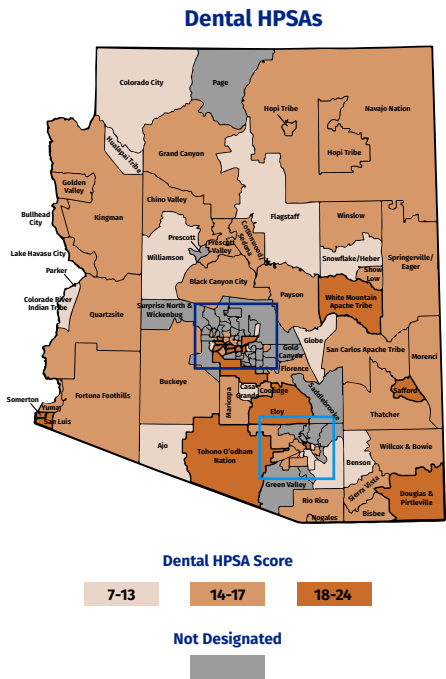 Dental HPSAs
Colorado City
Page
Hopi Tribe
Navajo Nation
Hualapai Tribe
Grand Canyon
Hopi Tribe
Golden
Valley
Chino Valley
Bullhead
City
Kingman
Flagstaff
Winslow
Prescott
Prescott
Valley
Cottonwood/
Sedona
Lake Havasu City
Williamson
Snowflake/Heber
Springerville/
Eager
Show
Low
Parker
Black Canyon City
Payson
Colorado River
Indian Tribe
White Mountain
Apache Tribe
Quartzsite
Surprise North &
Wickenbug
Globe
Gold
Canyon
San Carlos Apache Tribe
Morenci
Florence
Buckeye
Fortuna Foothills
Maricopa
Casa
Grande
Coolidge
Saddlebrooke
Safford
Somerton
Yuma
San Luis
Eloy
Thatcher
Ajo
Tohono O'odham
Nation
Benson
Willcox & Bowie
Green Valley
Sierra Vista
Douglas &
Pirtleville
Rio Rico
Nogales
Bisbee
Dental HPSA Score
7-13
14-17
18-24
Not Designated